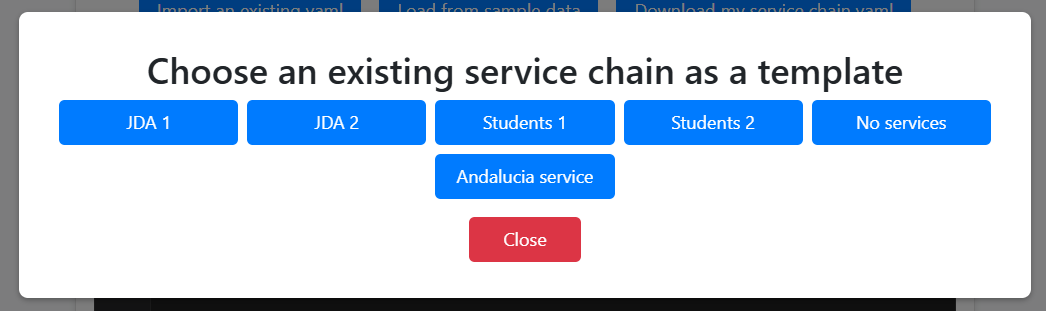 Import an existing yaml Load from sample data Download my service chain yaml
Choose an existing service chain as a template
JDA 1 JDA 2 Students 1 Students 2 No services
Andalucia service
Close